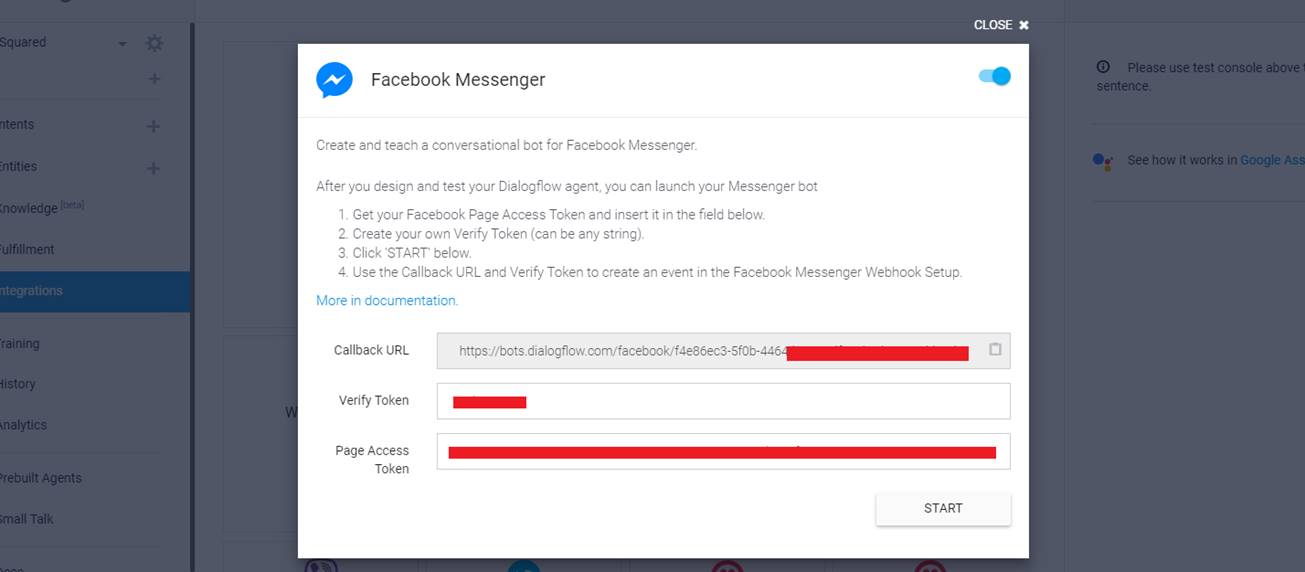 CLOSE ✖
Squared
Facebook Messenger
Please use test console above
sentence.
Create and teach a conversational bot for Facebook Messenger.
ntents
Entities
See how it works in Google Ass
After you design and test your Dialogflow agent, you can launch your Messenger bot
Knowledge [beta]
1. Get your Facebook Page Access Token and insert it in the field below.
2. Create your own Verify Token (can be any string).
Fulfillment
3. Click 'START' below.
4. Use the Callback URL and Verify Token to create an event in the Facebook Messenger Webhook Setup.
ntegrations
More in documentation.
Training
Callback URL
https://bots.dialogflow.com/facebook/f4e86ec3-5f0b-4464
History
Verify Token
W
Analytics
Page Access
Token
Prebuilt Agents
START
Small Talk